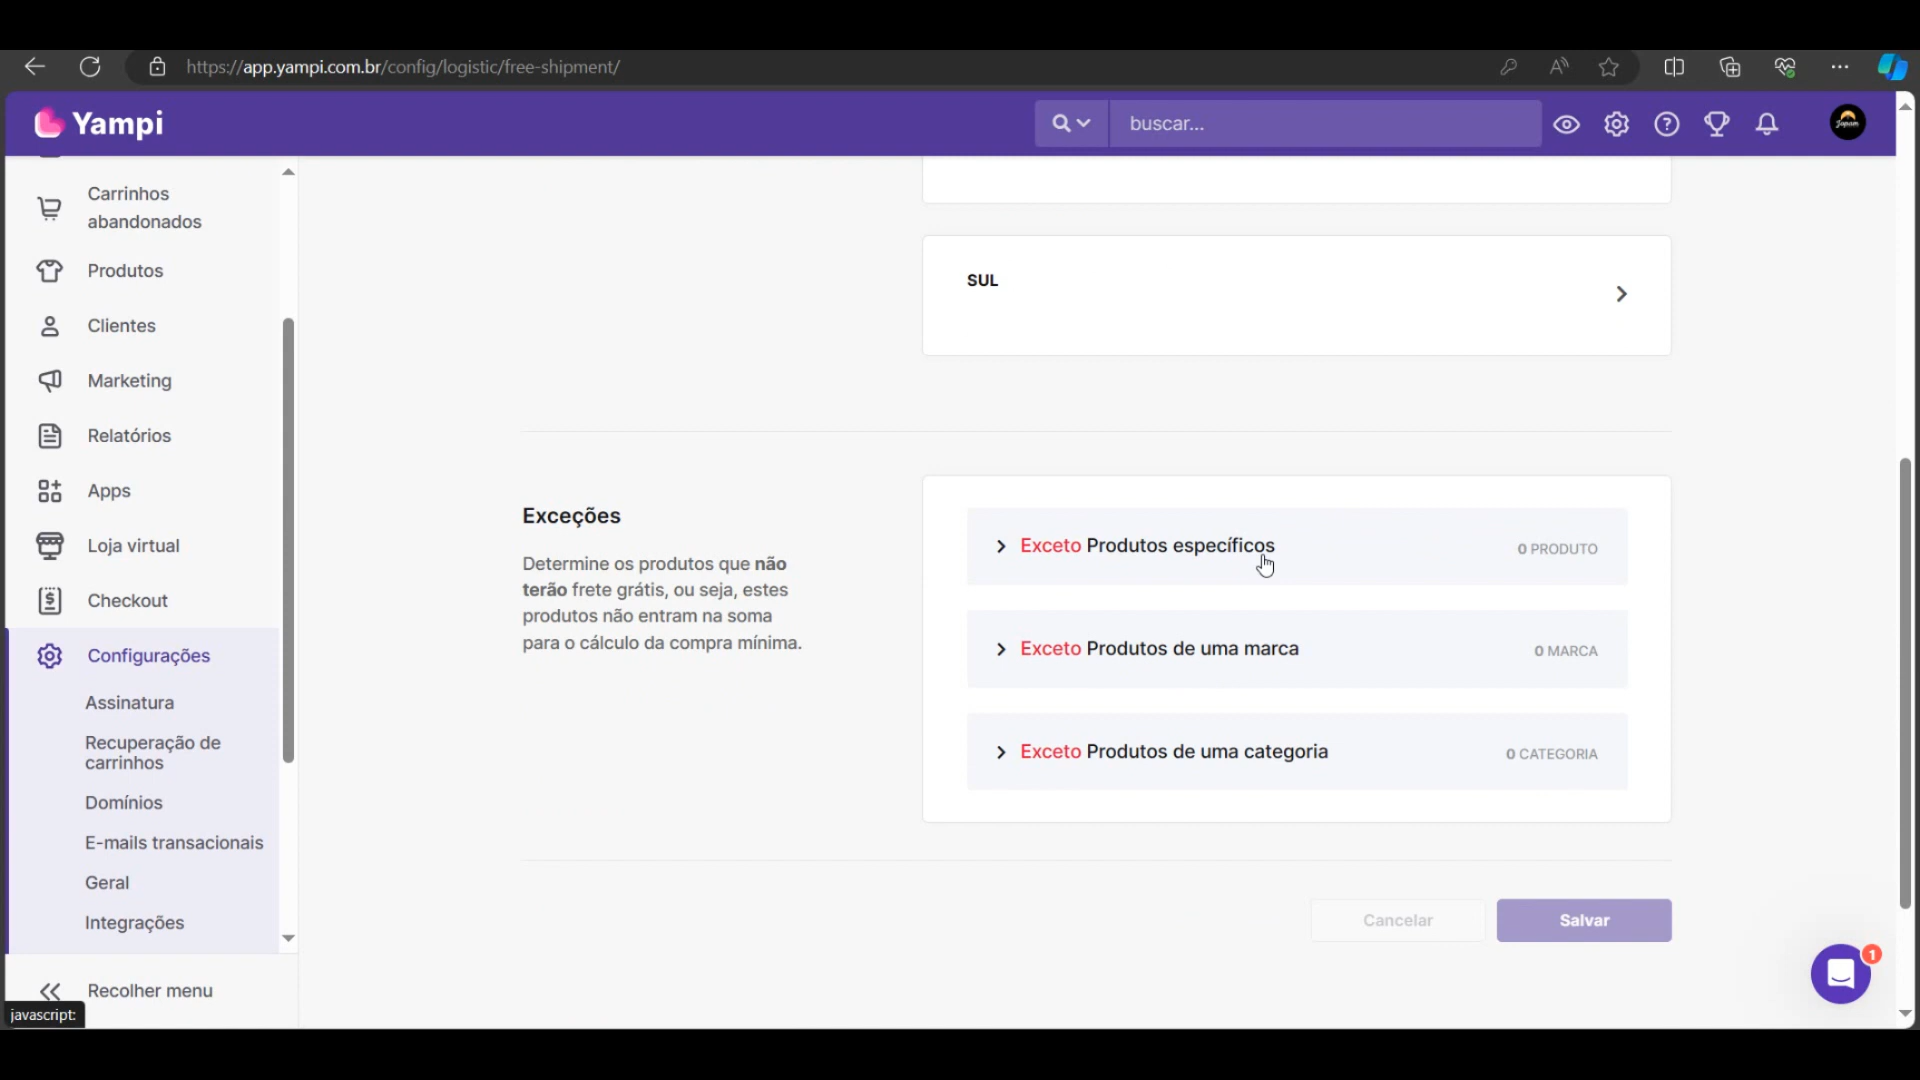 https://app.yampi.com.br/config/logistic/free-shipment/
Yampi
buscar...
Japam
Carrinhos
abandonados
Produtos
Clientes
Marketing
Relatórios
Apps
Loja virtual
Checkout
Configurações
Assinatura
Recuperação de
carrinhos
Domínios
E-mails transacionais
Geral
Integrações
Recolher menu
javascript:
SUL
Exceções
Determine os produtos que não
terão frete grátis, ou seja, estes
produtos não entram na soma
para o cálculo da compra mínima.
Exceto Produtos específicos
0 PRODUTO
Exceto Produtos de uma marca
0 MARCA
Exceto Produtos de uma categoria
0 CATEGORIA
Cancelar
Salvar
1